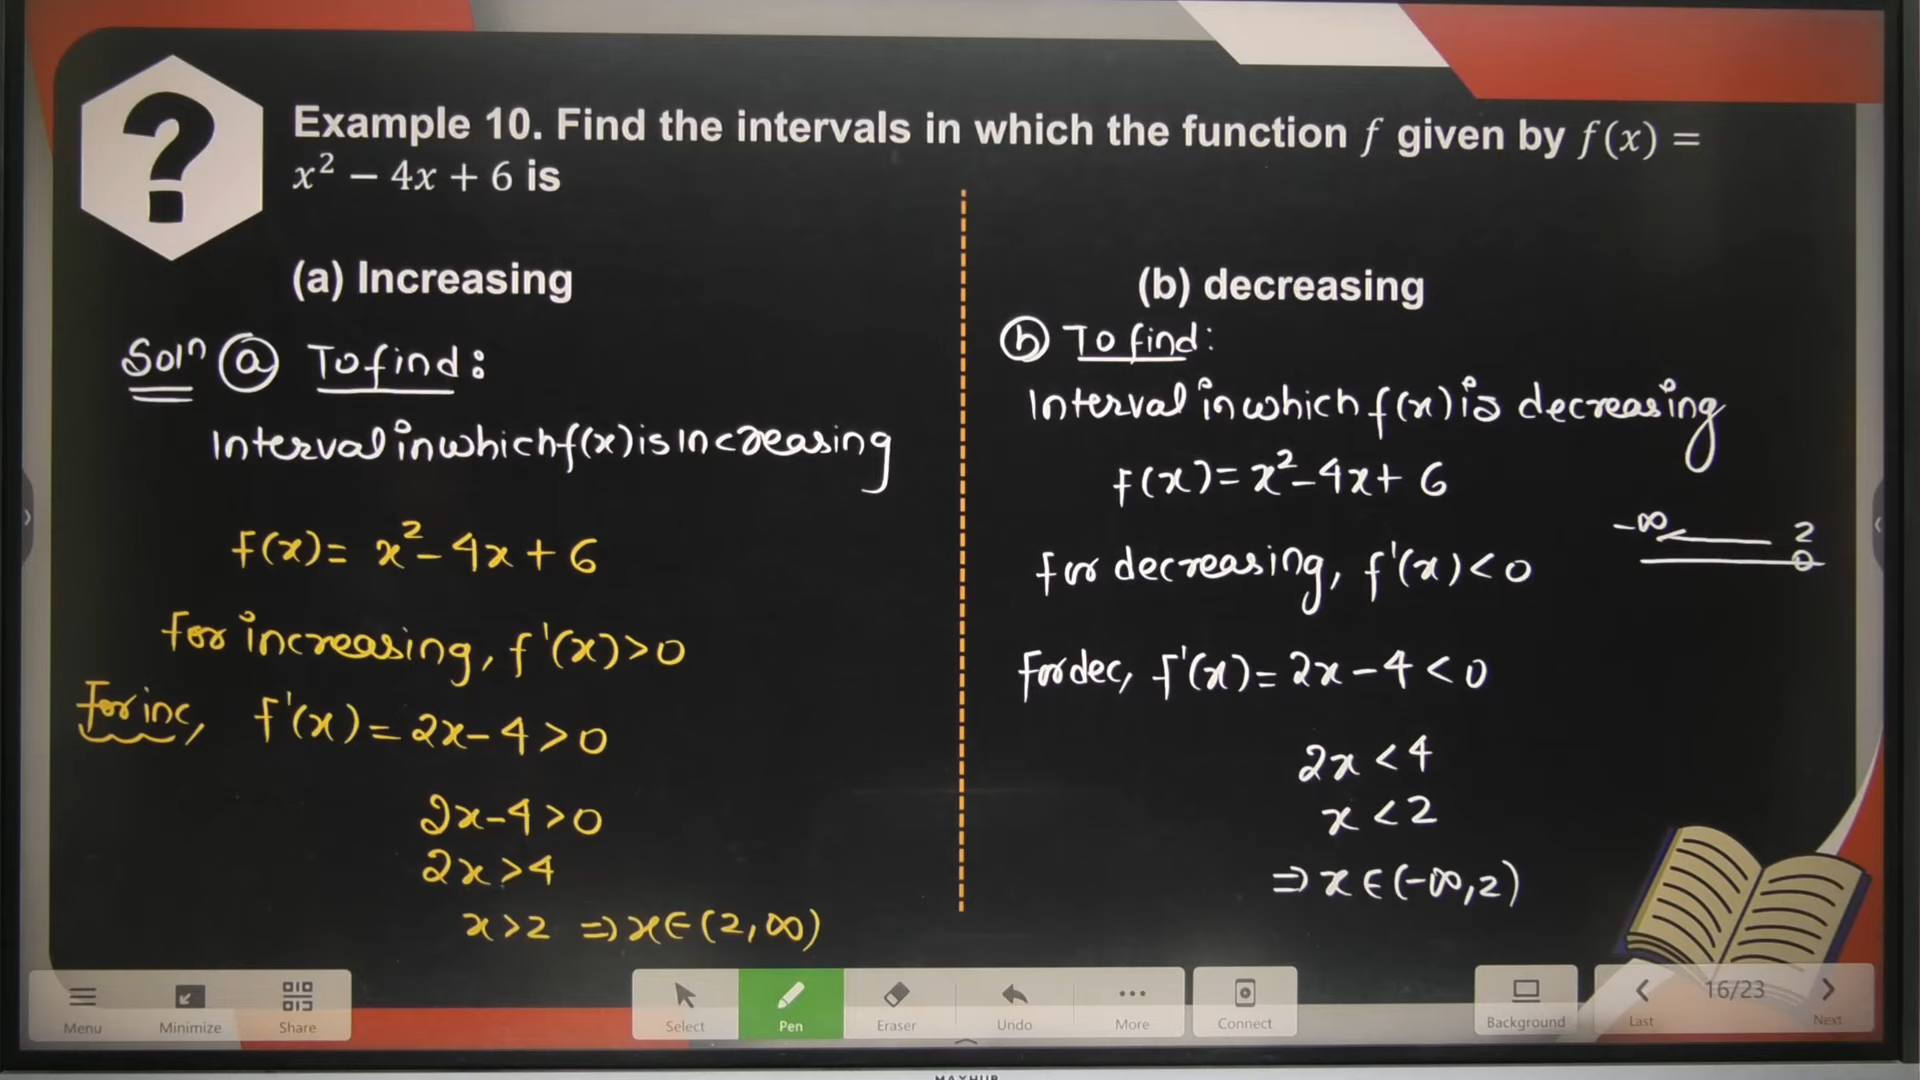 ?
Example 10. Find the intervals in which the function f given by f(x) =
x² − 4x + 6 is
(a) Increasing
Solⁿ ⓐ To find:
Interval in which f(x) is Increasing
f(x) = x² - 4x + 6
For increasing, f'(x) > 0
For inc, f'(x) = 2x - 4 > 0
2x - 4 > 0
2x > 4
x > 2 ⇒ x ∈ (2, ∞)
(b) decreasing
ⓑ To find:
Interval in which f(x) is decreasing
f(x) = x² - 4x + 6
-∞ 2
For decreasing, f'(x) < 0
For dec, f'(x) = 2x - 4 < 0
2x < 4
x < 2
⇒ x ∈ (-∞, 2)
Menu
Minimize
Share
Select
Pen
Eraser
Undo
More
Connect
Background
Last
16/23
Next
MAXHUB